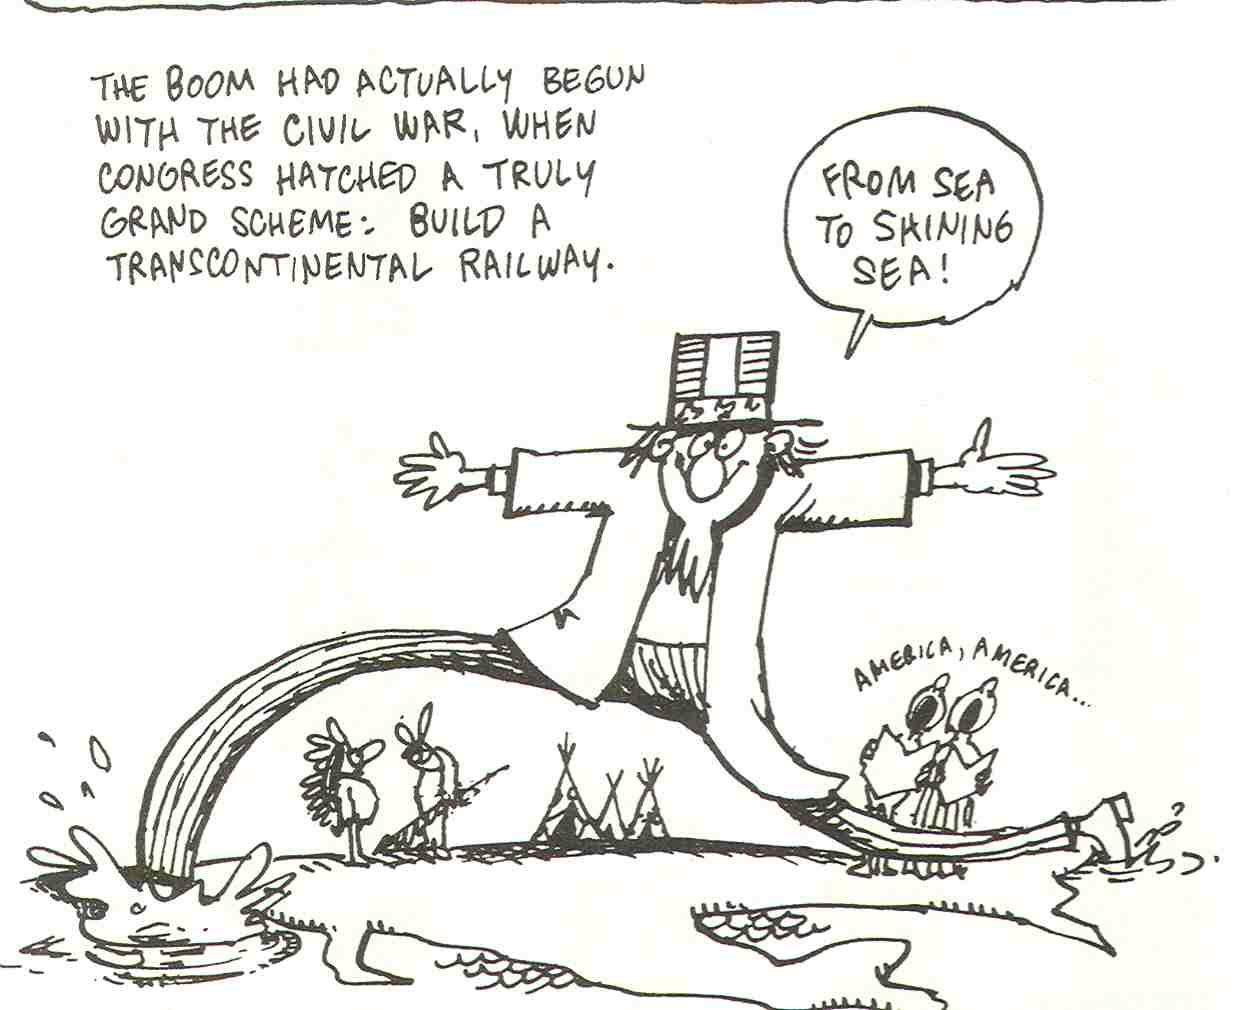 THE BOOM HAD ACTUALLY BEGUN
WITH THE CIVIL WAR, WHEN
CONGRESS HATCHED A TRULY
GRAND SCHEME: BUILD A
TRANSCONTINENTAL RAILWAY.
FROM SEA
TO SHINING
SEA!
AMERICA, AMERICA...